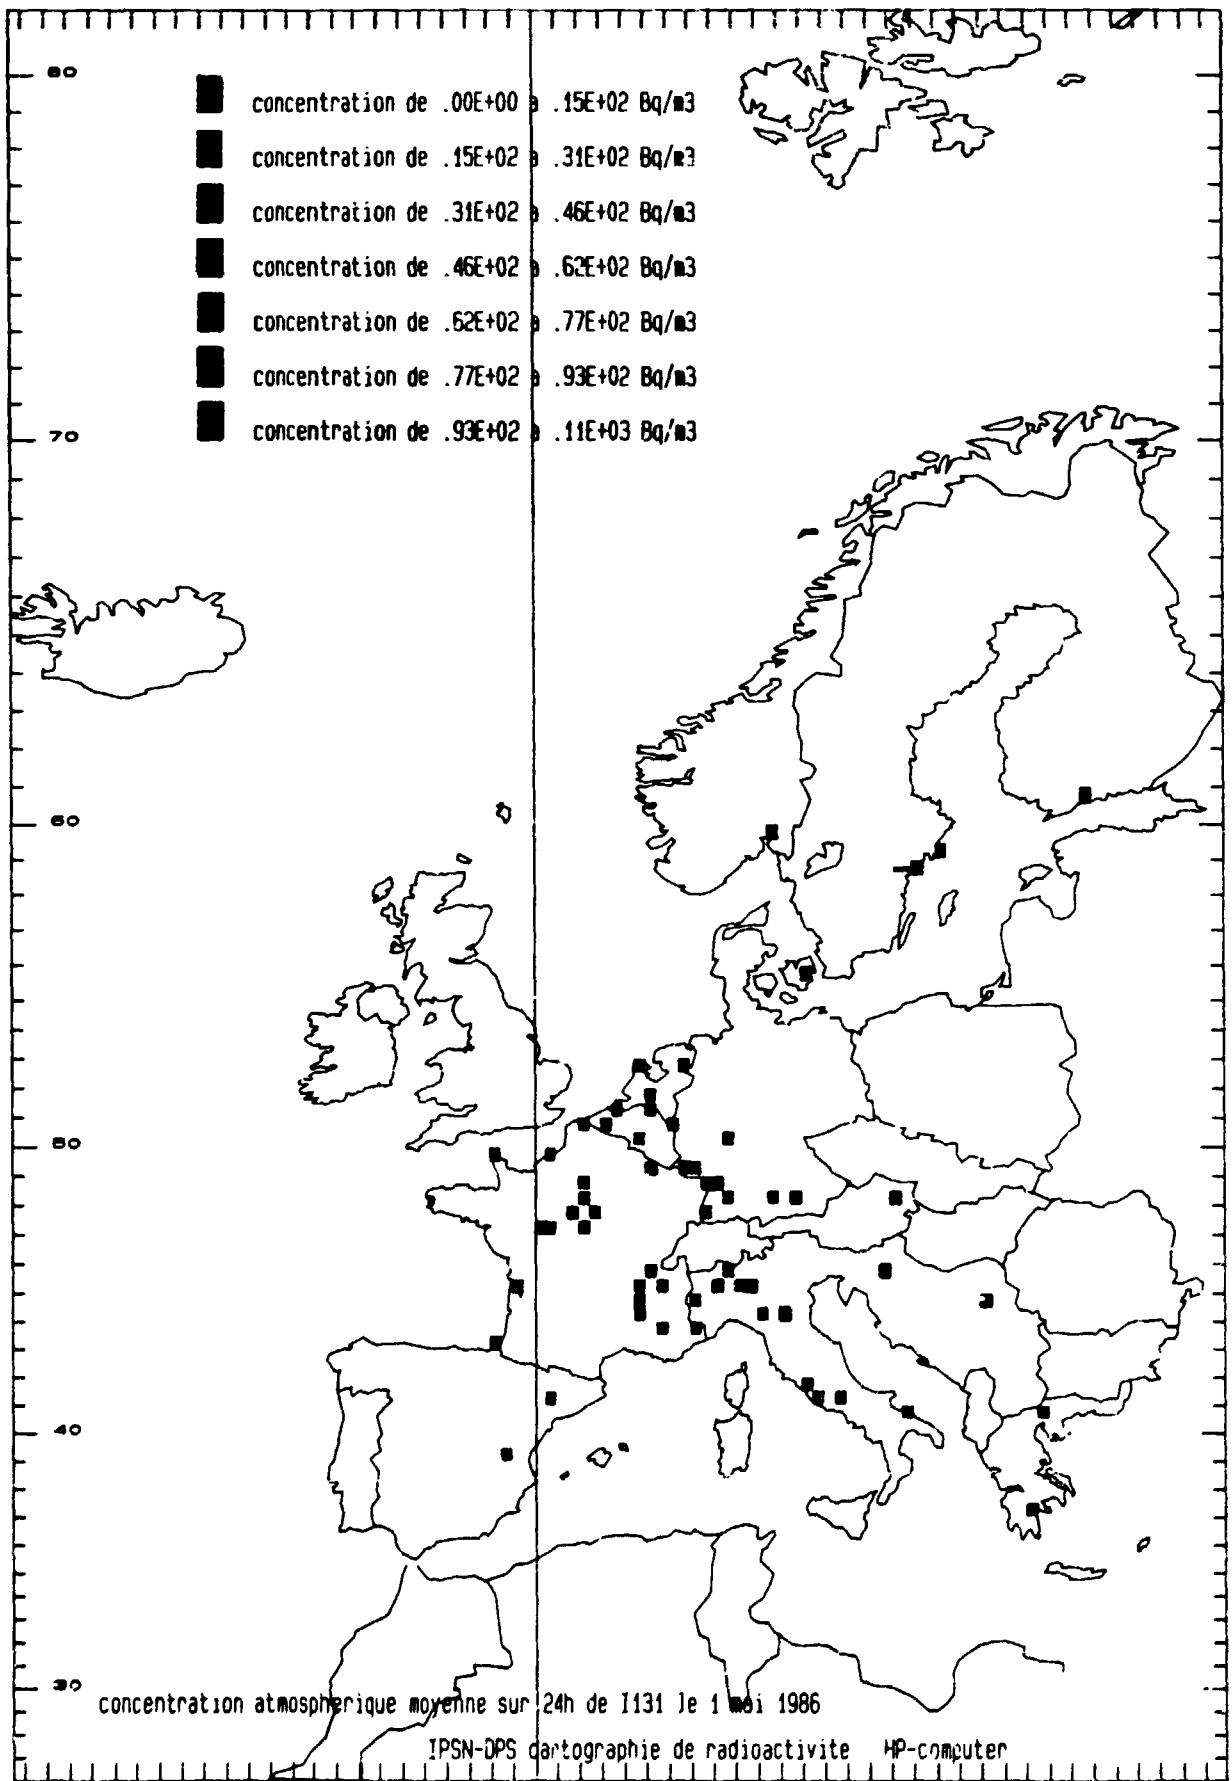 80
concentration de .00E+00 a .15E+02 Bq/m3
concentration de .15E+02 a .31E+02 Bq/m3
concentration de .31E+02 a .46E+02 Bq/m3
concentration de .46E+02 a .62E+02 Bq/m3
concentration de .62E+02 a .77E+02 Bq/m3
concentration de .77E+02 a .93E+02 Bq/m3
concentration de .93E+02 a .11E+03 Bq/m3
70
60
50
40
30
concentration atmospherique moyenne sur 24h de I131 le 1 mai 1986
IPSN-DPS cartographie de radioactivite HP-computer